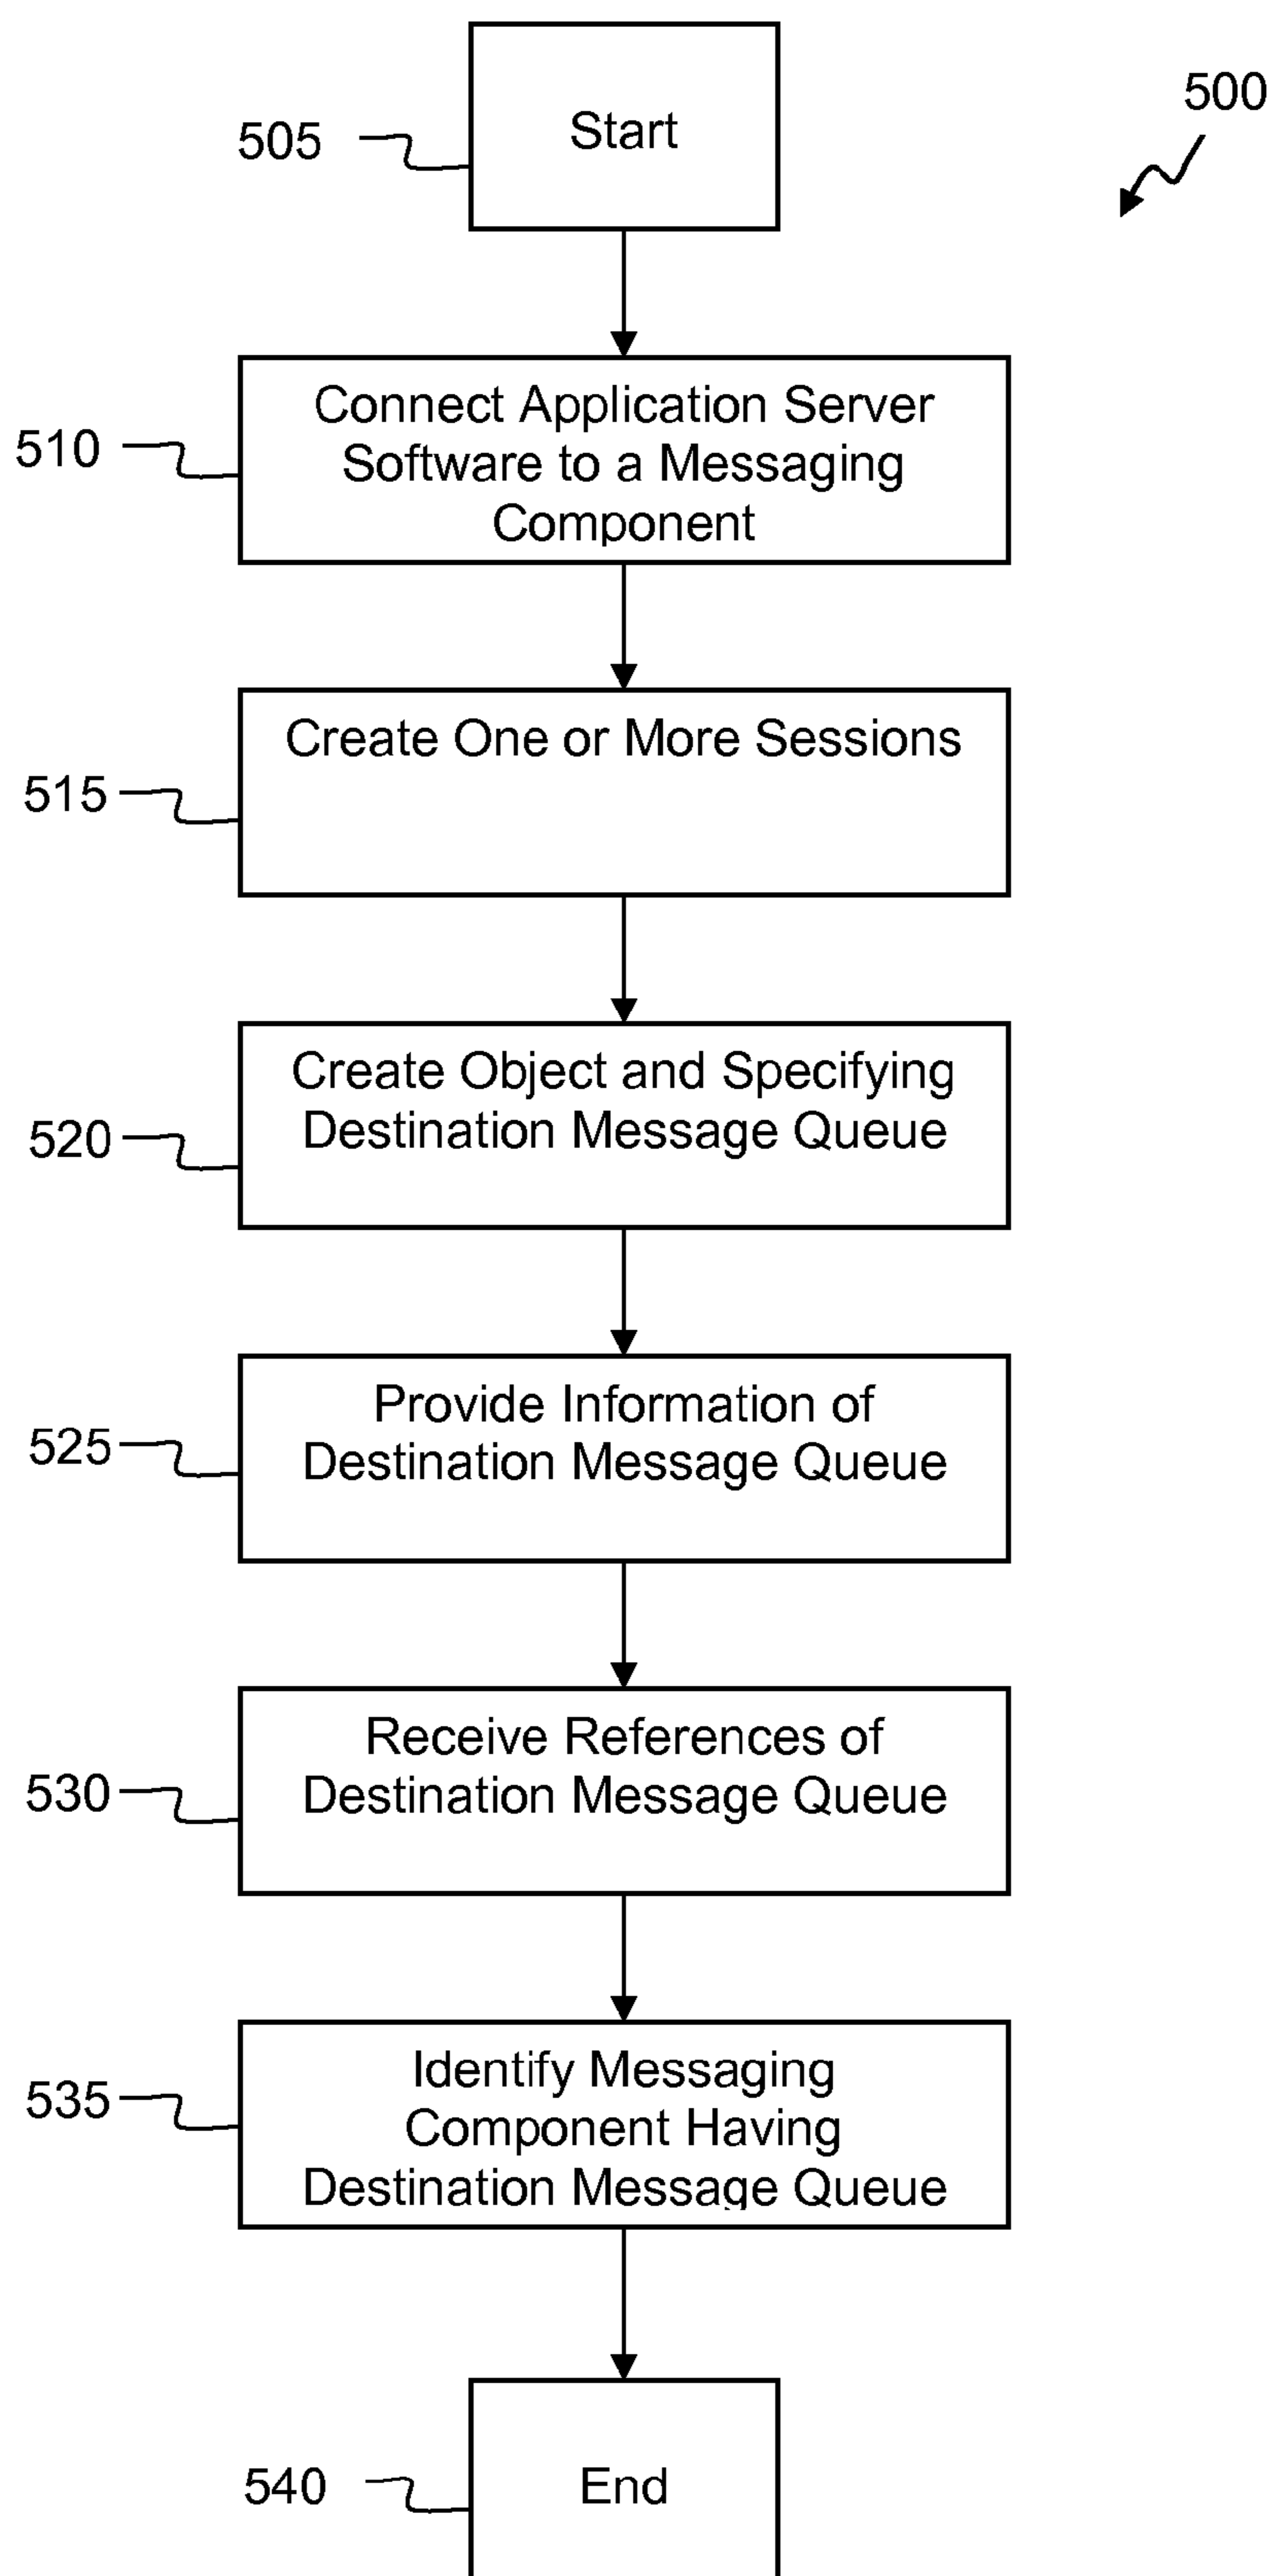 500
505
Start
510
Connect Application Server
Software to a Messaging
Component
515
Create One or More Sessions
520
Create Object and Specifying
Destination Message Queue
525
Provide Information of
Destination Message Queue
530
Receive References of
Destination Message Queue
535
Identify Messaging
Component Having
Destination Message Queue
540
End